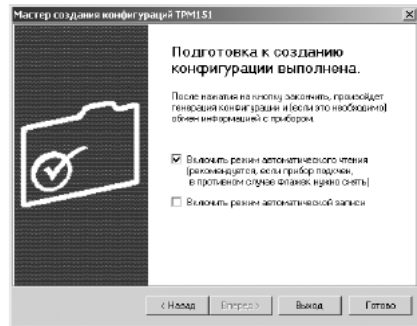 Мастер создания конфигураций ТРМ151
Подготовка к созданию
конфигурации выполнена.
После нажатия на кнопку закончить, произойдет
генерация конфигурации и (если это необходимо)
обмен информацией с прибором.
Включить режим автоматического чтения
(рекомендуется, если прибор подключен,
в противном случае флажек нужно снять)
Включить режим автоматической записи
< Назад
Вперед >
Выход
Готово